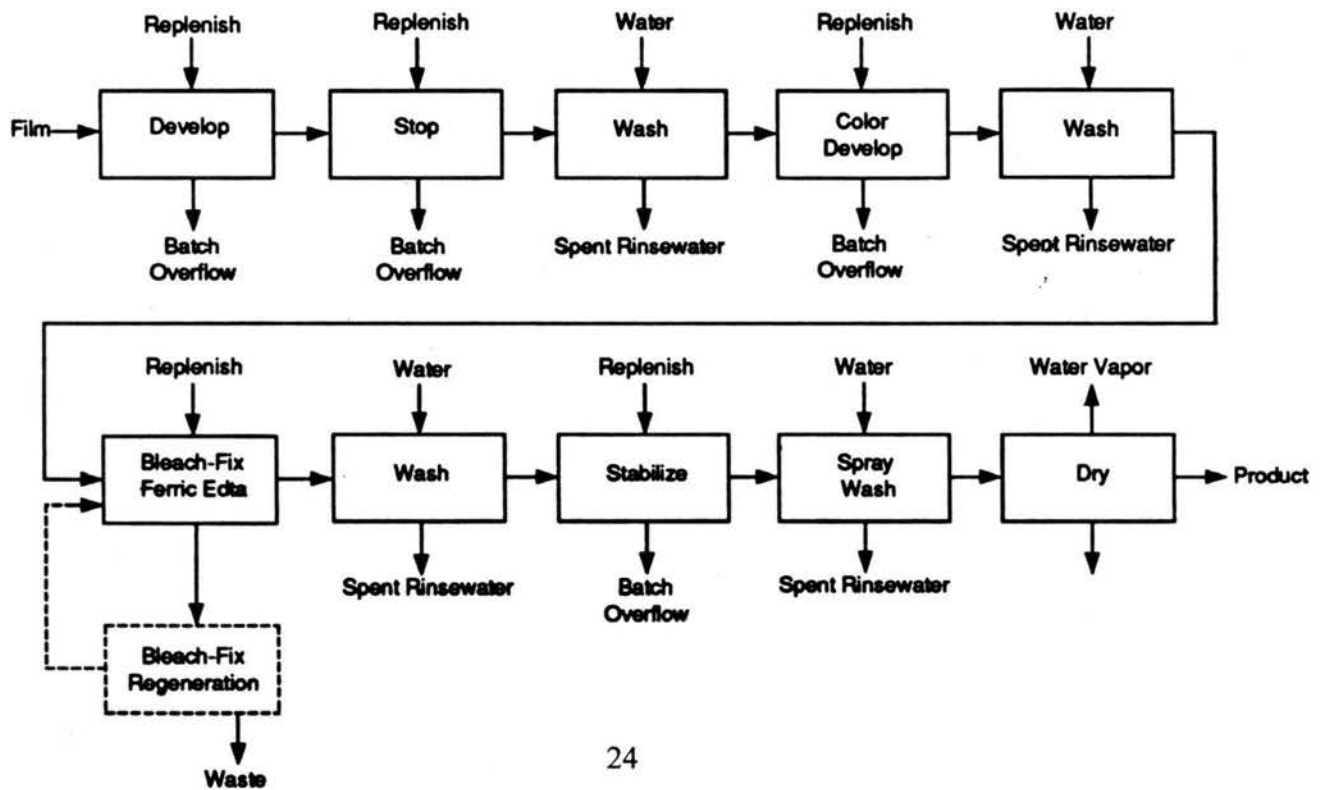 Replenish
Replenish
Water
Replenish
Water
Film
Develop
Stop
Wash
Color
Develop
Wash
Batch
Overflow
Batch
Overflow
Spent Rinsewater
Batch
Overflow
Spent Rinsewater
Replenish
Water
Replenish
Water
Water Vapor
Bleach-Fix
Ferric Edta
Wash
Stabilize
Spray
Wash
Dry
Product
Spent Rinsewater
Batch
Overflow
Spent Rinsewater
Bleach-Fix
Regeneration
Waste
24